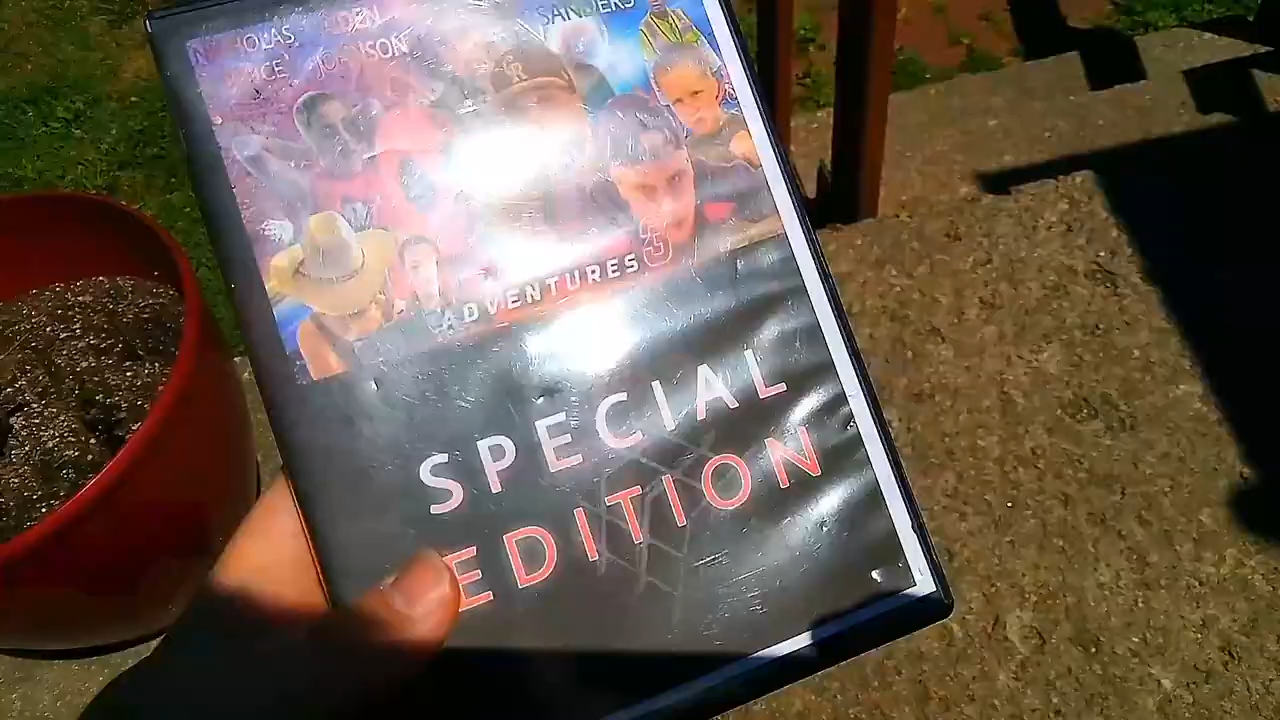 SANDERS
JOHNSON
ADVENTURES 3
SPECIAL
EDITION